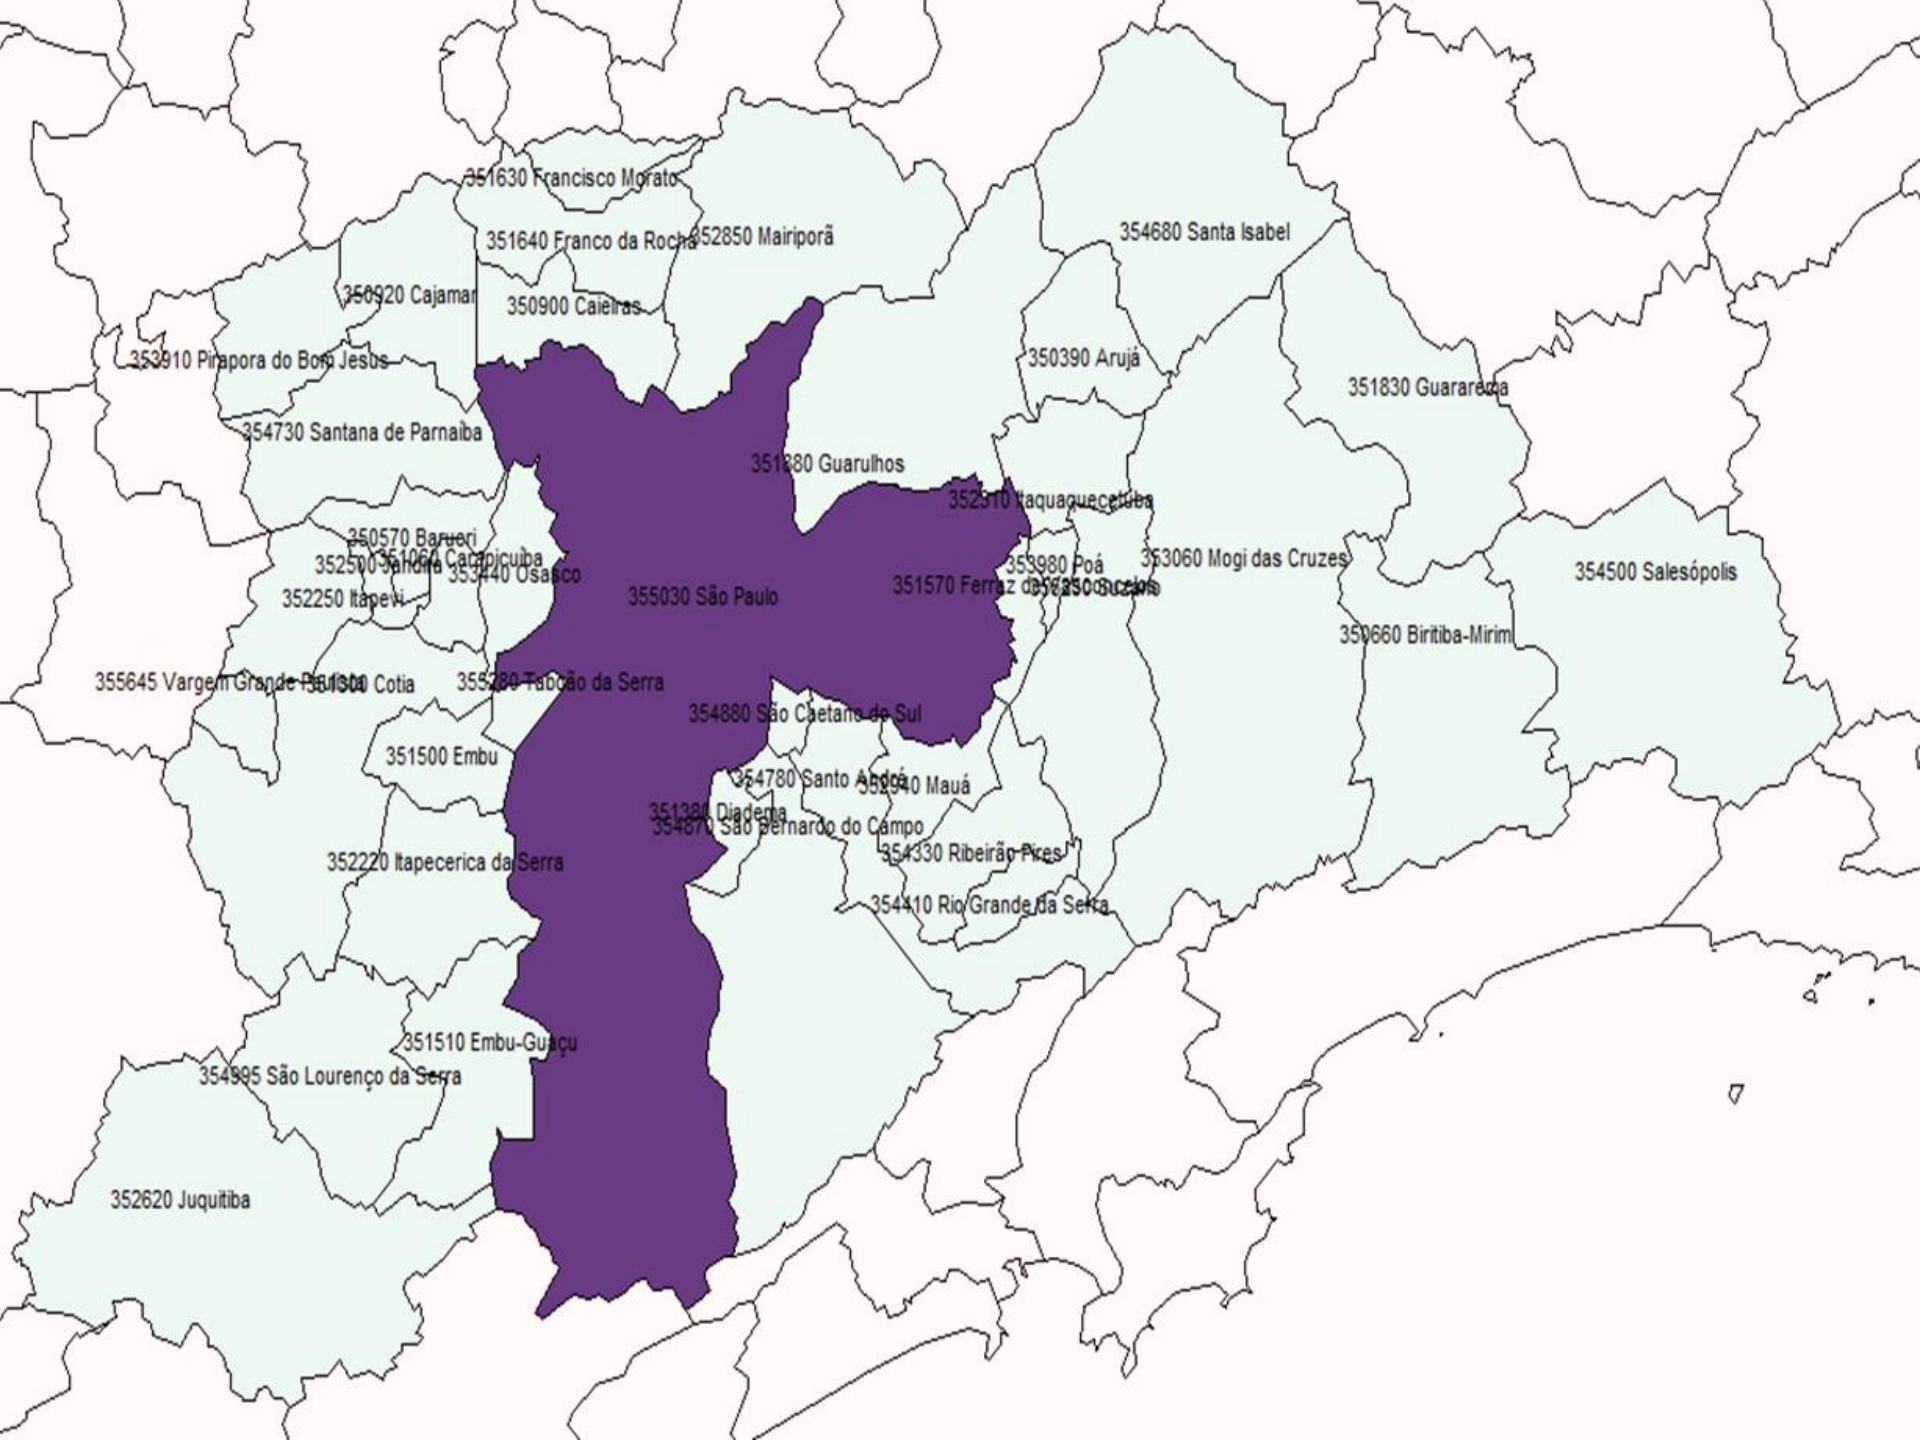 351630 Francisco Morato
351640 Franco da Rocha
352850 Mairiporã
354680 Santa Isabel
350920 Cajamar
350900 Caieiras
353910 Pirapora do Bom Jesus
350390 Arujá
351830 Guararema
354730 Santana de Parnaíba
351880 Guarulhos
352310 Itaquaquecetuba
350570 Barueri
352500 Jandira
351060 Carapicuíba
353440 Osasco
353980 Poá
353060 Mogi das Cruzes
354500 Salesópolis
351570 Ferraz de Vasconcelos
Suzano
352250 Itapevi
355030 São Paulo
350660 Biritiba-Mirim
355645 Vargem Grande Paulista
351300 Cotia
355280 Taboão da Serra
354880 São Caetano do Sul
351500 Embu
354780 Santo André
352940 Mauá
351380 Diadema
354870 São Bernardo do Campo
352220 Itapecerica da Serra
354330 Ribeirão Pires
354410 Rio Grande da Serra
351510 Embu-Guaçu
354995 São Lourenço da Serra
352620 Juquitiba